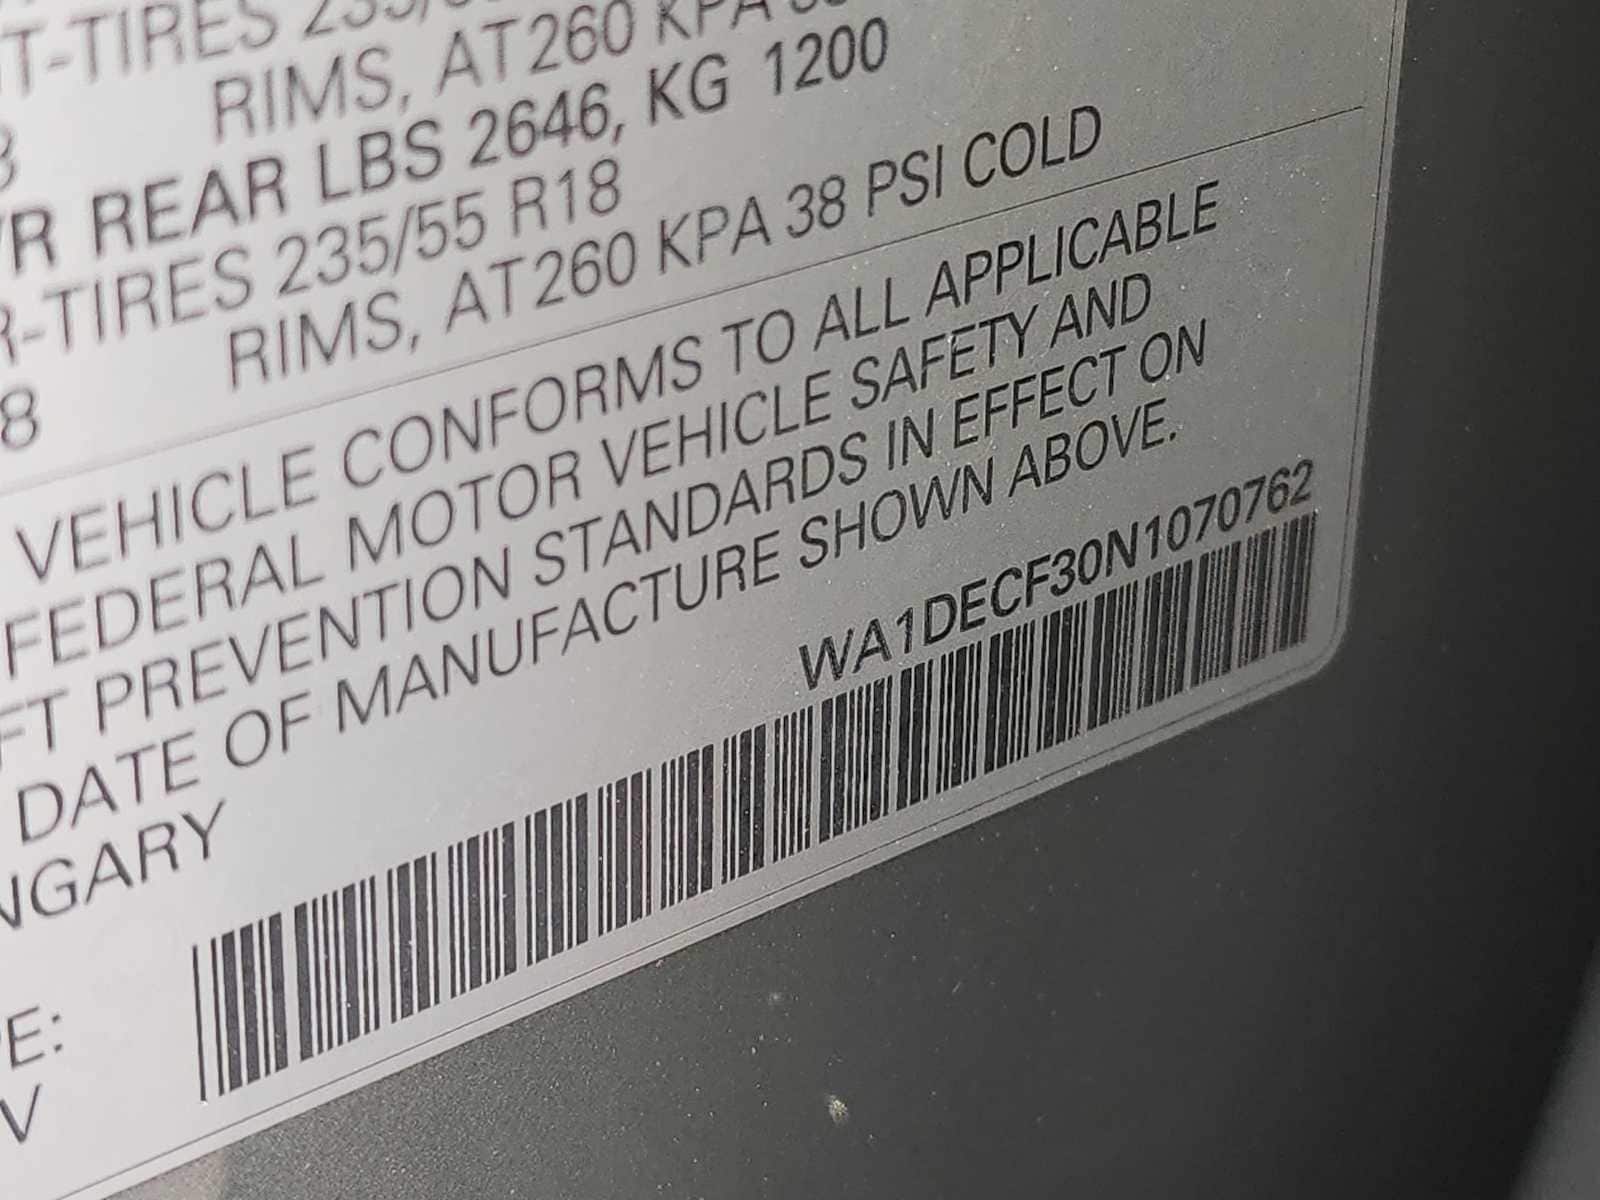 T-TIRES 235/
RIMS, AT260 KPA
R REAR LBS 2646, KG 1200
R-TIRES 235/55 R18
8 RIMS, AT260 KPA 38 PSI COLD
VEHICLE CONFORMS TO ALL APPLICABLE
FEDERAL MOTOR VEHICLE SAFETY AND
FT PREVENTION STANDARDS IN EFFECT ON
DATE OF MANUFACTURE SHOWN ABOVE.
NGARY WA1DECF30N1070762
E:
V